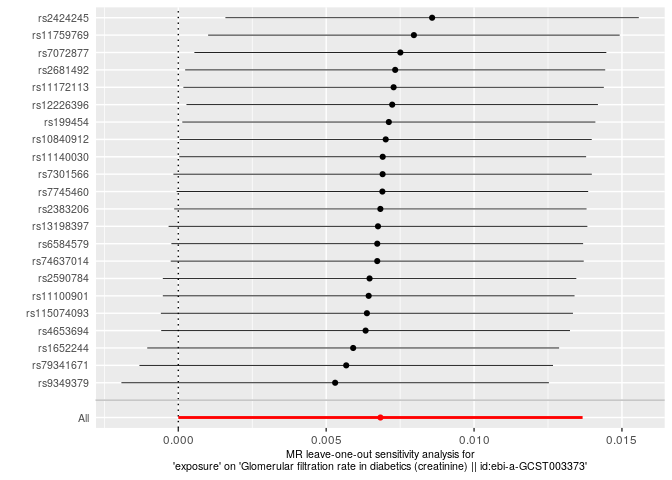 rs2424245
rs11759769
rs7072877
rs2681492
rs11172113
rs12226396
rs199454
rs10840912
rs11140030
rs7301566
rs7745460
rs2383206
rs13198397
rs6584579
rs74637014
rs2590784
rs11100901
rs115074093
rs4653694
rs1652244
rs79341671
rs9349379
All
0.000 0.005 0.010 0.015
MR leave-one-out sensitivity analysis for
'exposure' on 'Glomerular filtration rate in diabetics (creatinine) || id:ebi-a-GCST003373'